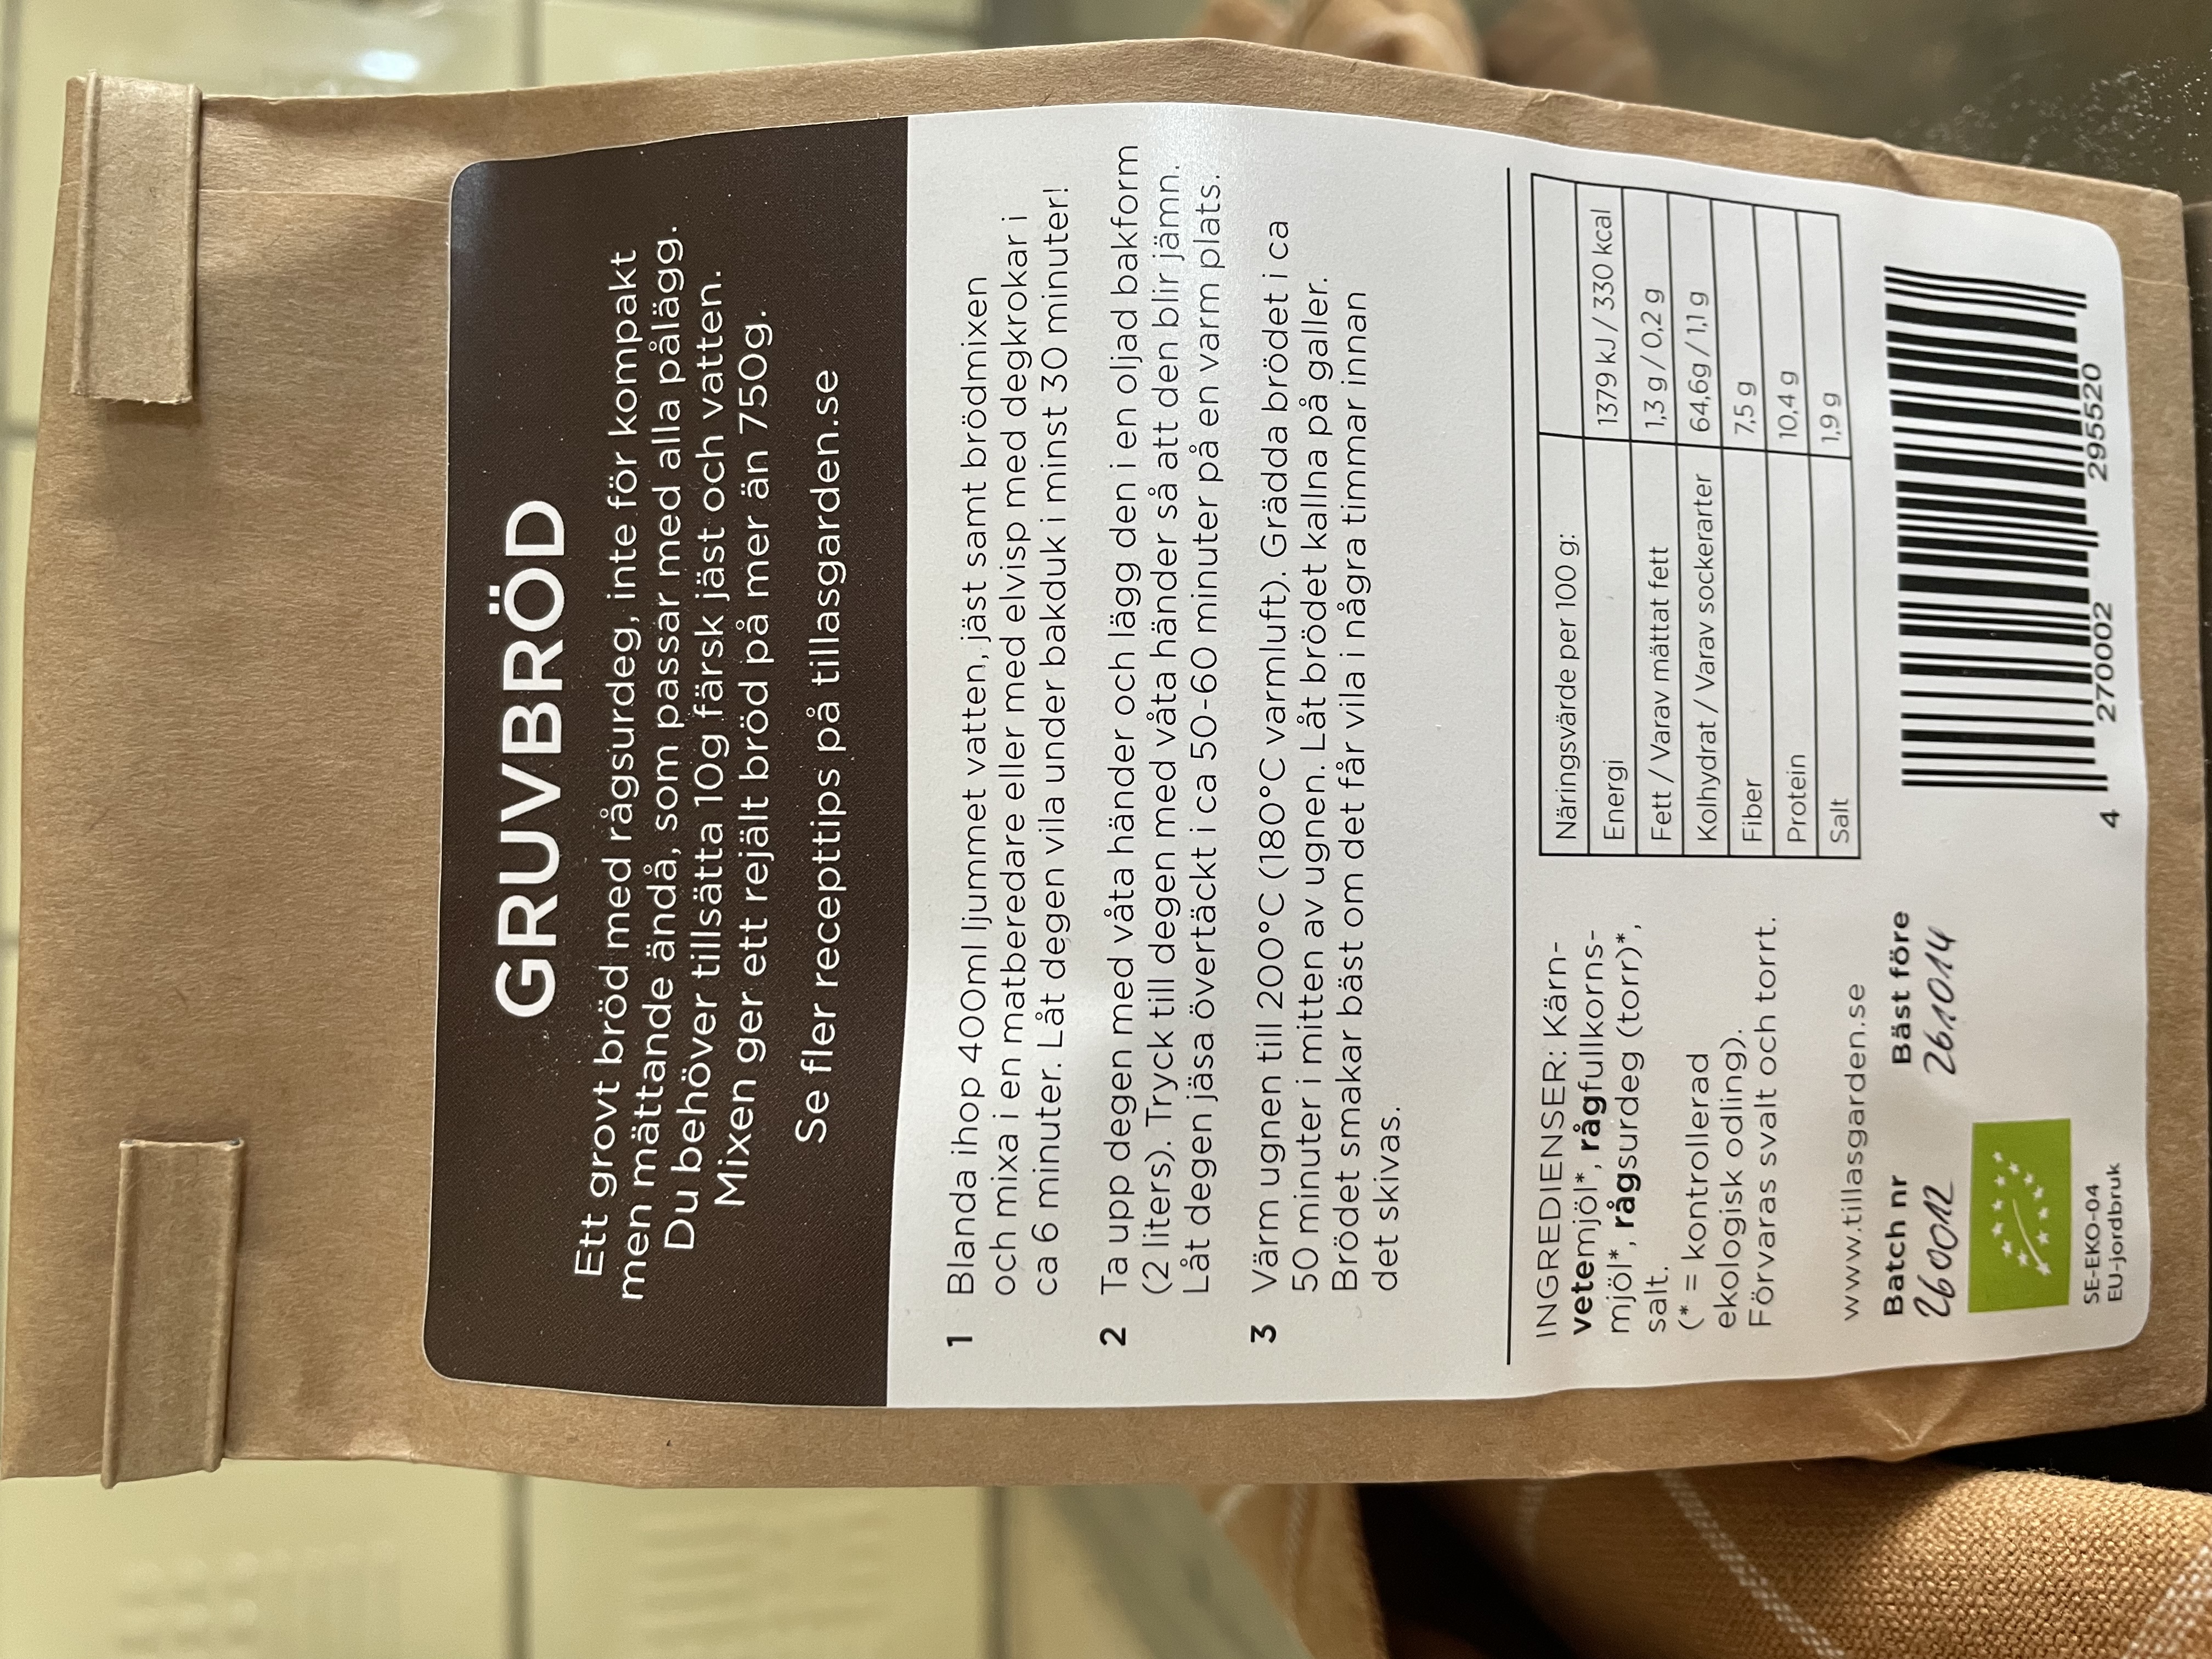 GRUVBRÖD
Ett grovt bröd med rågsurdeg, inte för kompakt
men mättande ändå, som passar med alla pålägg.
Du behöver tillsätta 10g färsk jäst och vatten.
Mixen ger ett rejält bröd på mer än 750g.
Se fler recepttips på tillasgarden.se
1 Blanda ihop 400ml ljummet vatten, jäst samt brödmixen
och mixa i en matberedare eller med elvisp med degkrokar i
ca 6 minuter. Låt degen vila under bakduk i minst 30 minuter!
2 Ta upp degen med våta händer och lägg den i en oljad bakform
(2 liters). Tryck till degen med våta händer så att den blir jämn.
Låt degen jäsa övertäckt i ca 50-60 minuter på en varm plats.
3 Värm ugnen till 200°C (180°C varmluft). Grädda brödet i ca
50 minuter i mitten av ugnen. Låt brödet kallna på galler.
Brödet smakar bäst om det får vila i några timmar innan
det skivas.
INGREDIENSER: Kärn-
vetemjöl*, rågfullkorns-
mjöl*, rågsurdeg (torr)*,
salt.
(* = kontrollerad
ekologisk odling).
Förvaras svalt och torrt.
www.tillasgarden.se
Batch nr Bäst före
260012 261014
SE-EKO-04
EU-jordbruk
Näringsvärde per 100 g:
Energi 1379 kJ / 330 kcal
Fett / Varav mättat fett 1,3 g / 0,2 g
Kolhydrat / Varav sockerarter 64,6g / 1,1 g
Fiber 7,5 g
Protein 10,4 g
Salt 1,9 g
4 270002 295520